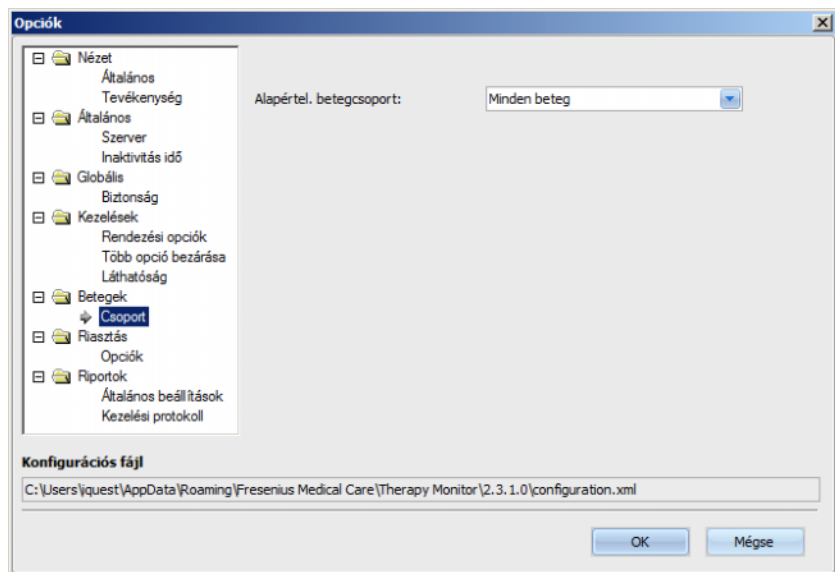 Opciók
Nézet
Általános
Tevékenység
Általános
Szerver
Inaktivitás idő
Globális
Biztonság
Kezelések
Rendezési opciók
Több opció bezárása
Láthatóság
Betegek
Csoport
Riasztás
Opciók
Riportok
Általános beállítások
Kezelési protokoll
Alapértel. betegcsoport: Minden beteg
Konfigurációs fájl
C:\Users\iquest\AppData\Roaming\Fresenius Medical Care\Therapy Monitor\2.3.1.0\configuration.xml
OK Mégse